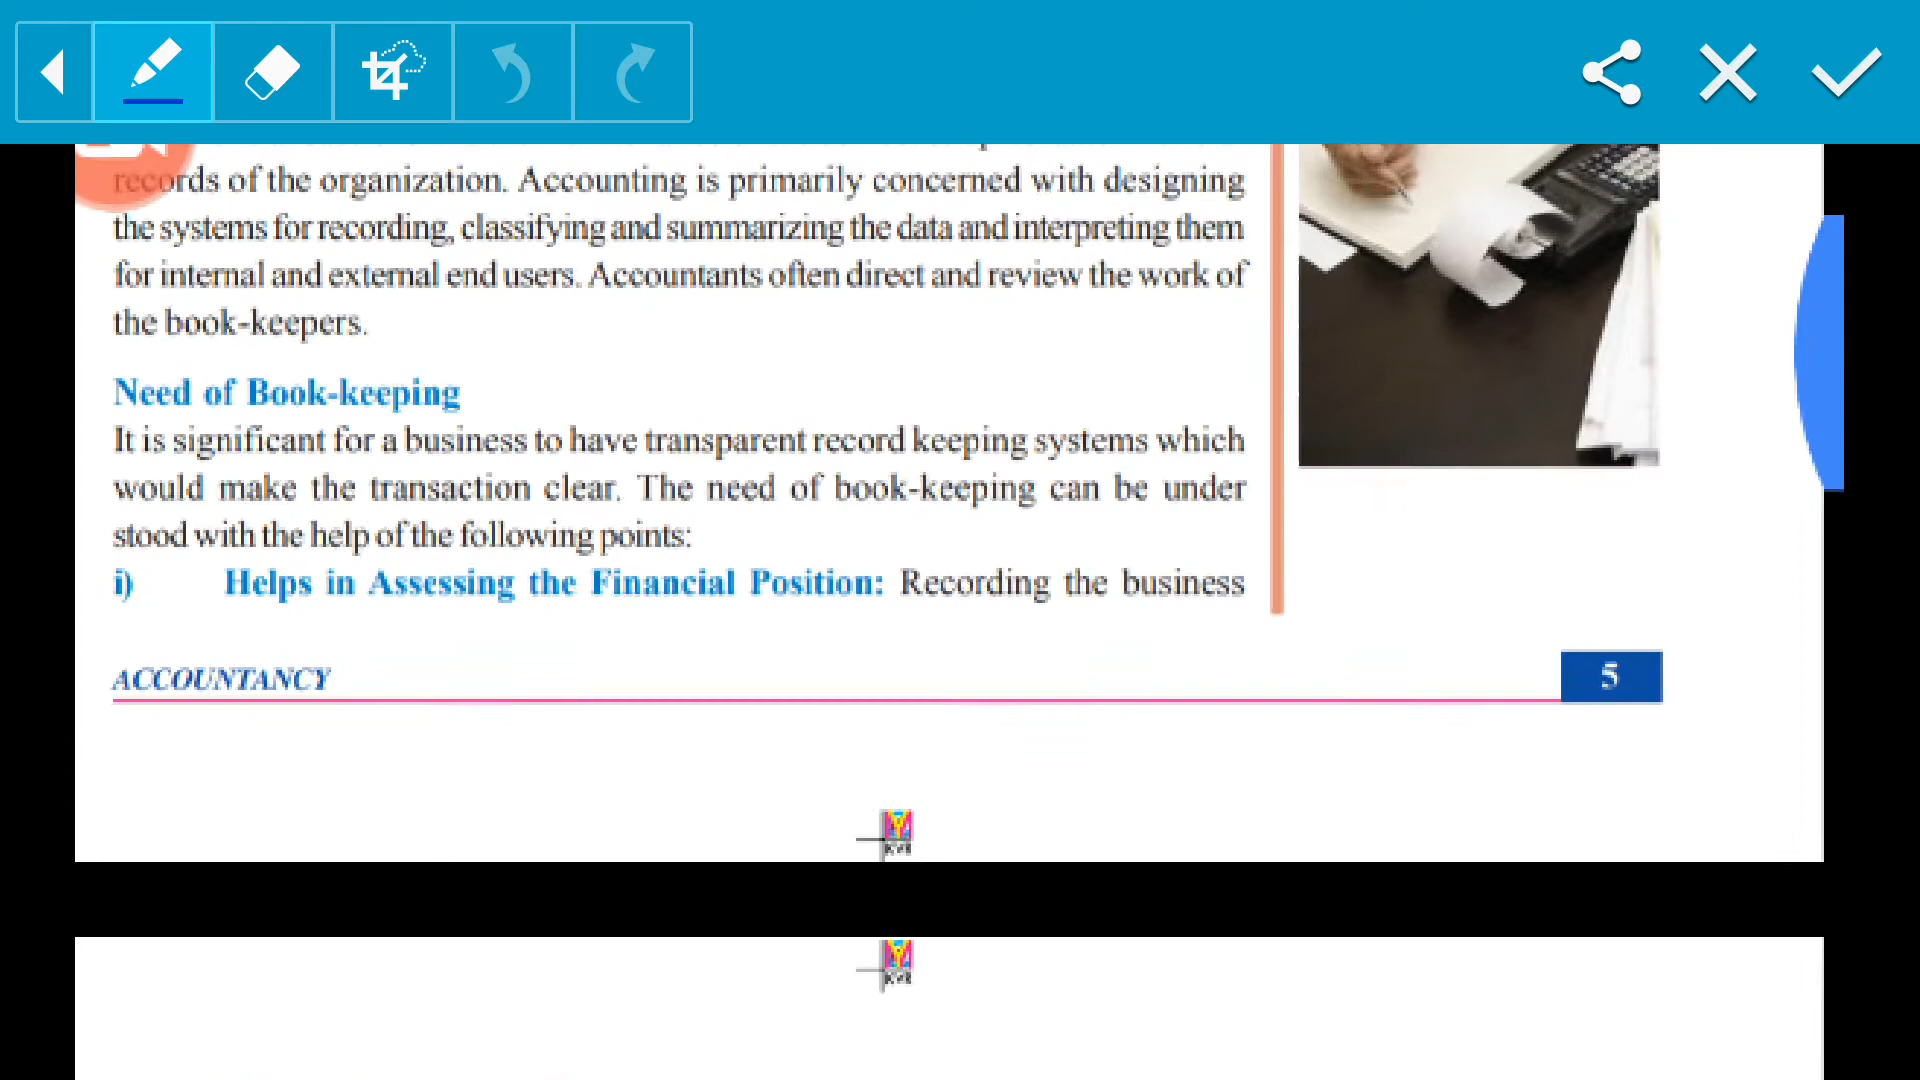 records of the organization. Accounting is primarily concerned with designing
the systems for recording, classifying and summarizing the data and interpreting them
for internal and external end users. Accountants often direct and review the work of
the book-keepers.
Need of Book-keeping
It is significant for a business to have transparent record keeping systems which
would make the transaction clear. The need of book-keeping can be under
stood with the help of the following points:
i) Helps in Assessing the Financial Position: Recording the business
ACCOUNTANCY
5